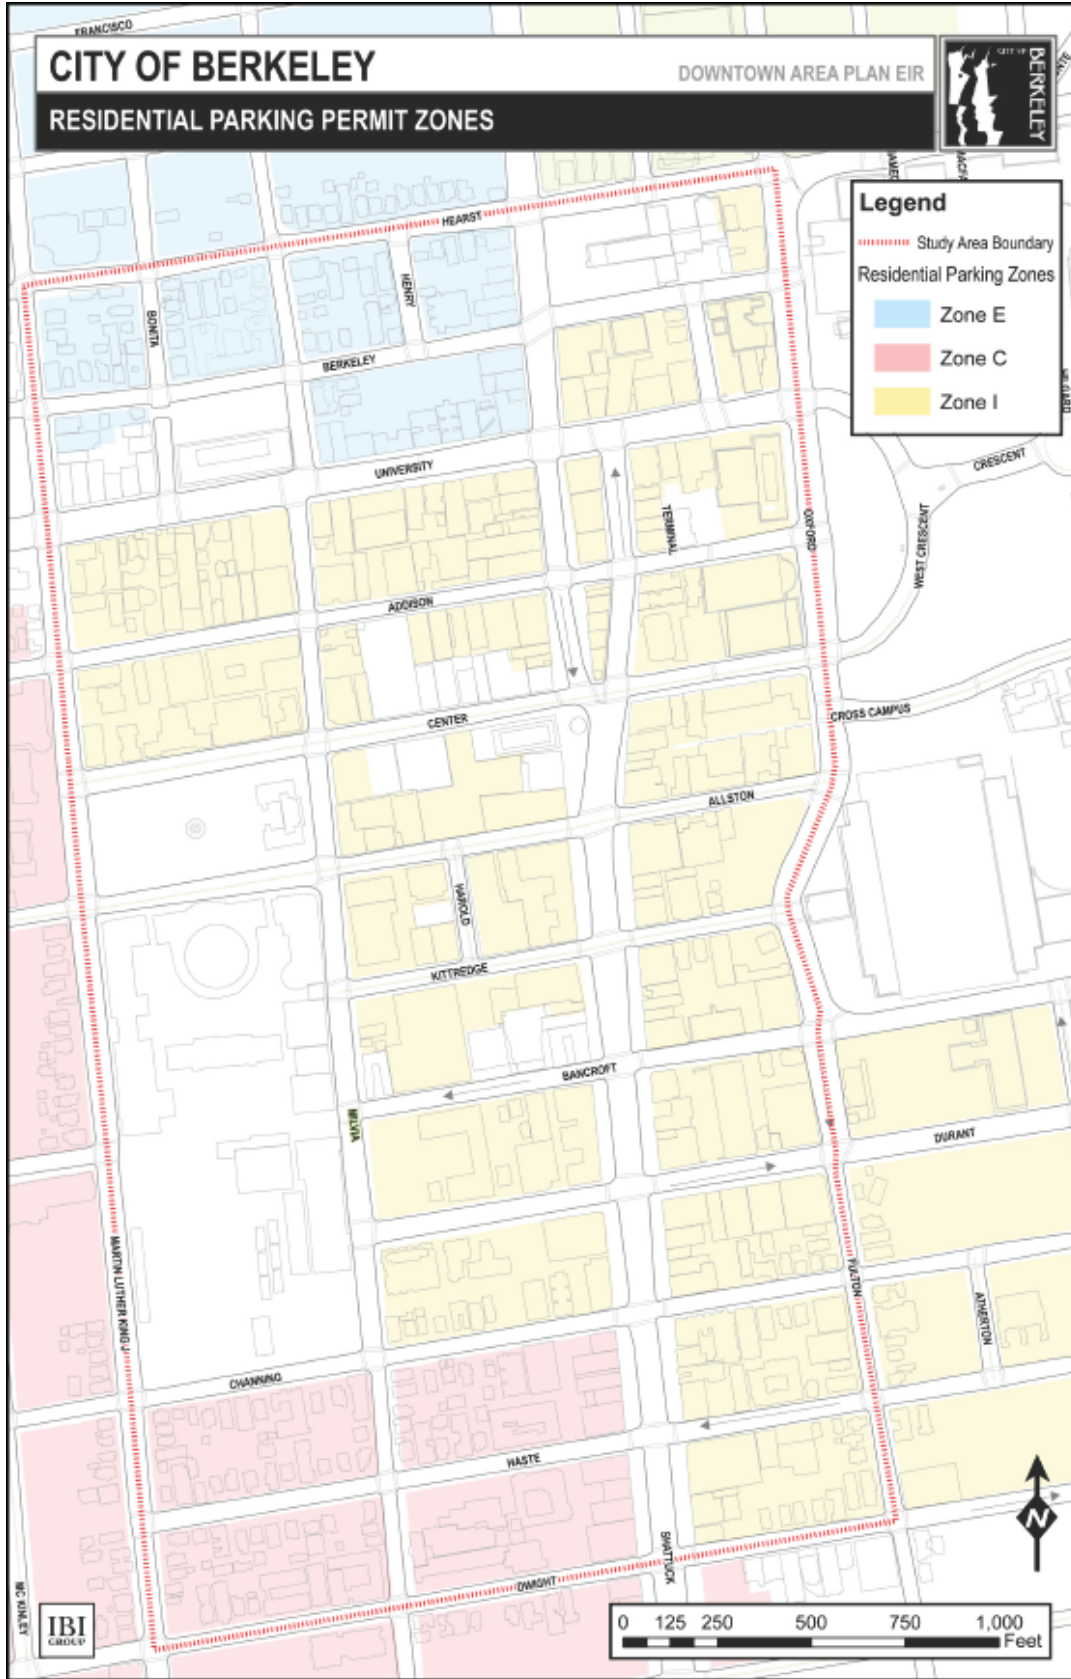 FRANCISCO
CITY OF BERKELEY
DOWNTOWN AREA PLAN EIR
CITY OF
BERKELEY
RESIDENTIAL PARKING PERMIT ZONES
Legend
Study Area Boundary
Residential Parking Zones
Zone E
Zone C
Zone I
HEARST
HENRY
BONITA
BERKELEY
UNIVERSITY
CRESCENT
TERMINAL
OXFORD
WEST CRESCENT
ADDISON
CENTER
CROSS CAMPUS
ALLSTON
HAROLD
KITTREDGE
BANCROFT
MILVIA
DURANT
MARTIN LUTHER KING J
FULTON
ATHERTON
CHANNING
HASTE
SHATTUCK
DWIGHT
MC KINLEY
N
IBI
GROUP
0 125 250 500 750 1,000
Feet